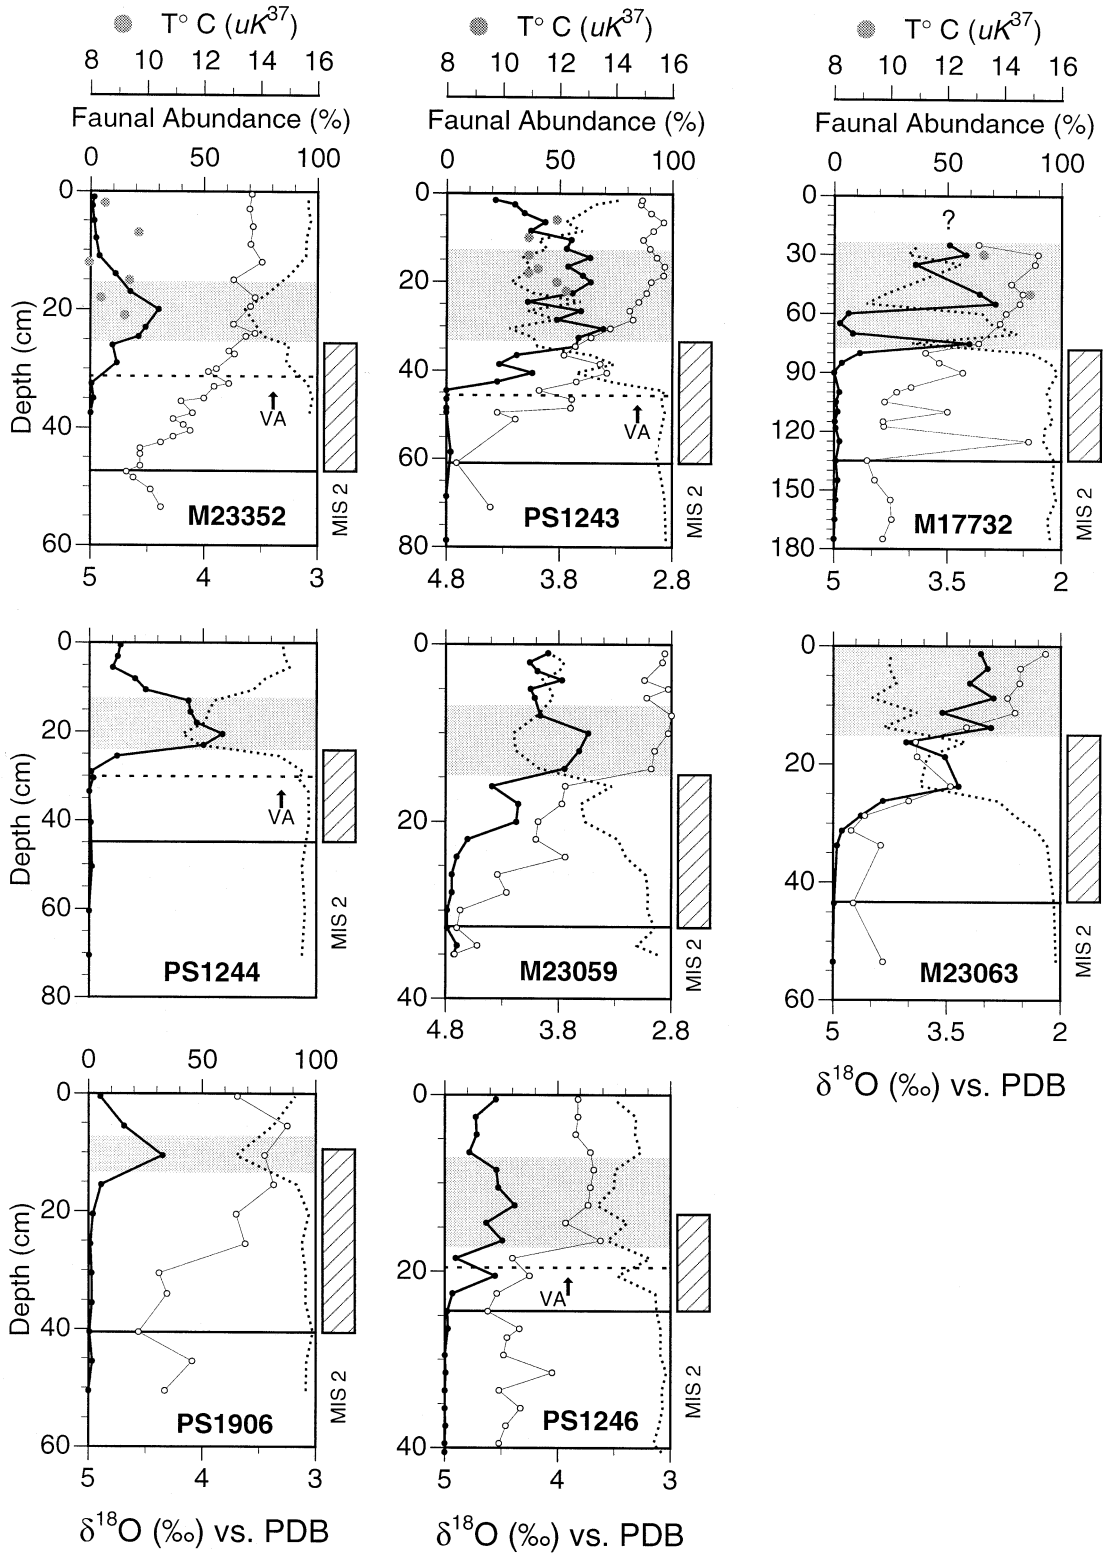 T° C (uK³⁷)
8 10 12 14 16
Faunal Abundance (%)
0 50 100
0
20
40
60
Depth (cm)
VA
M23352
MIS 2
5 4 3
T° C (uK³⁷)
8 10 12 14 16
Faunal Abundance (%)
0 50 100
0
20
40
60
80
VA
PS1243
MIS 2
4.8 3.8 2.8
T° C (uK³⁷)
8 10 12 14 16
Faunal Abundance (%)
0 50 100
0
30
60
90
120
150
180
?
M17732
MIS 2
5 3.5 2
0
20
40
60
80
Depth (cm)
VA
PS1244
MIS 2
0
20
40
M23059
MIS 2
4.8 3.8 2.8
0
20
40
60
M23063
MIS 2
5 3.5 2
δ¹⁸O (‰) vs. PDB
0 50 100
0
20
40
60
Depth (cm)
PS1906
MIS 2
5 4 3
δ¹⁸O (‰) vs. PDB
0
20
40
VA
PS1246
MIS 2
5 4 3
δ¹⁸O (‰) vs. PDB